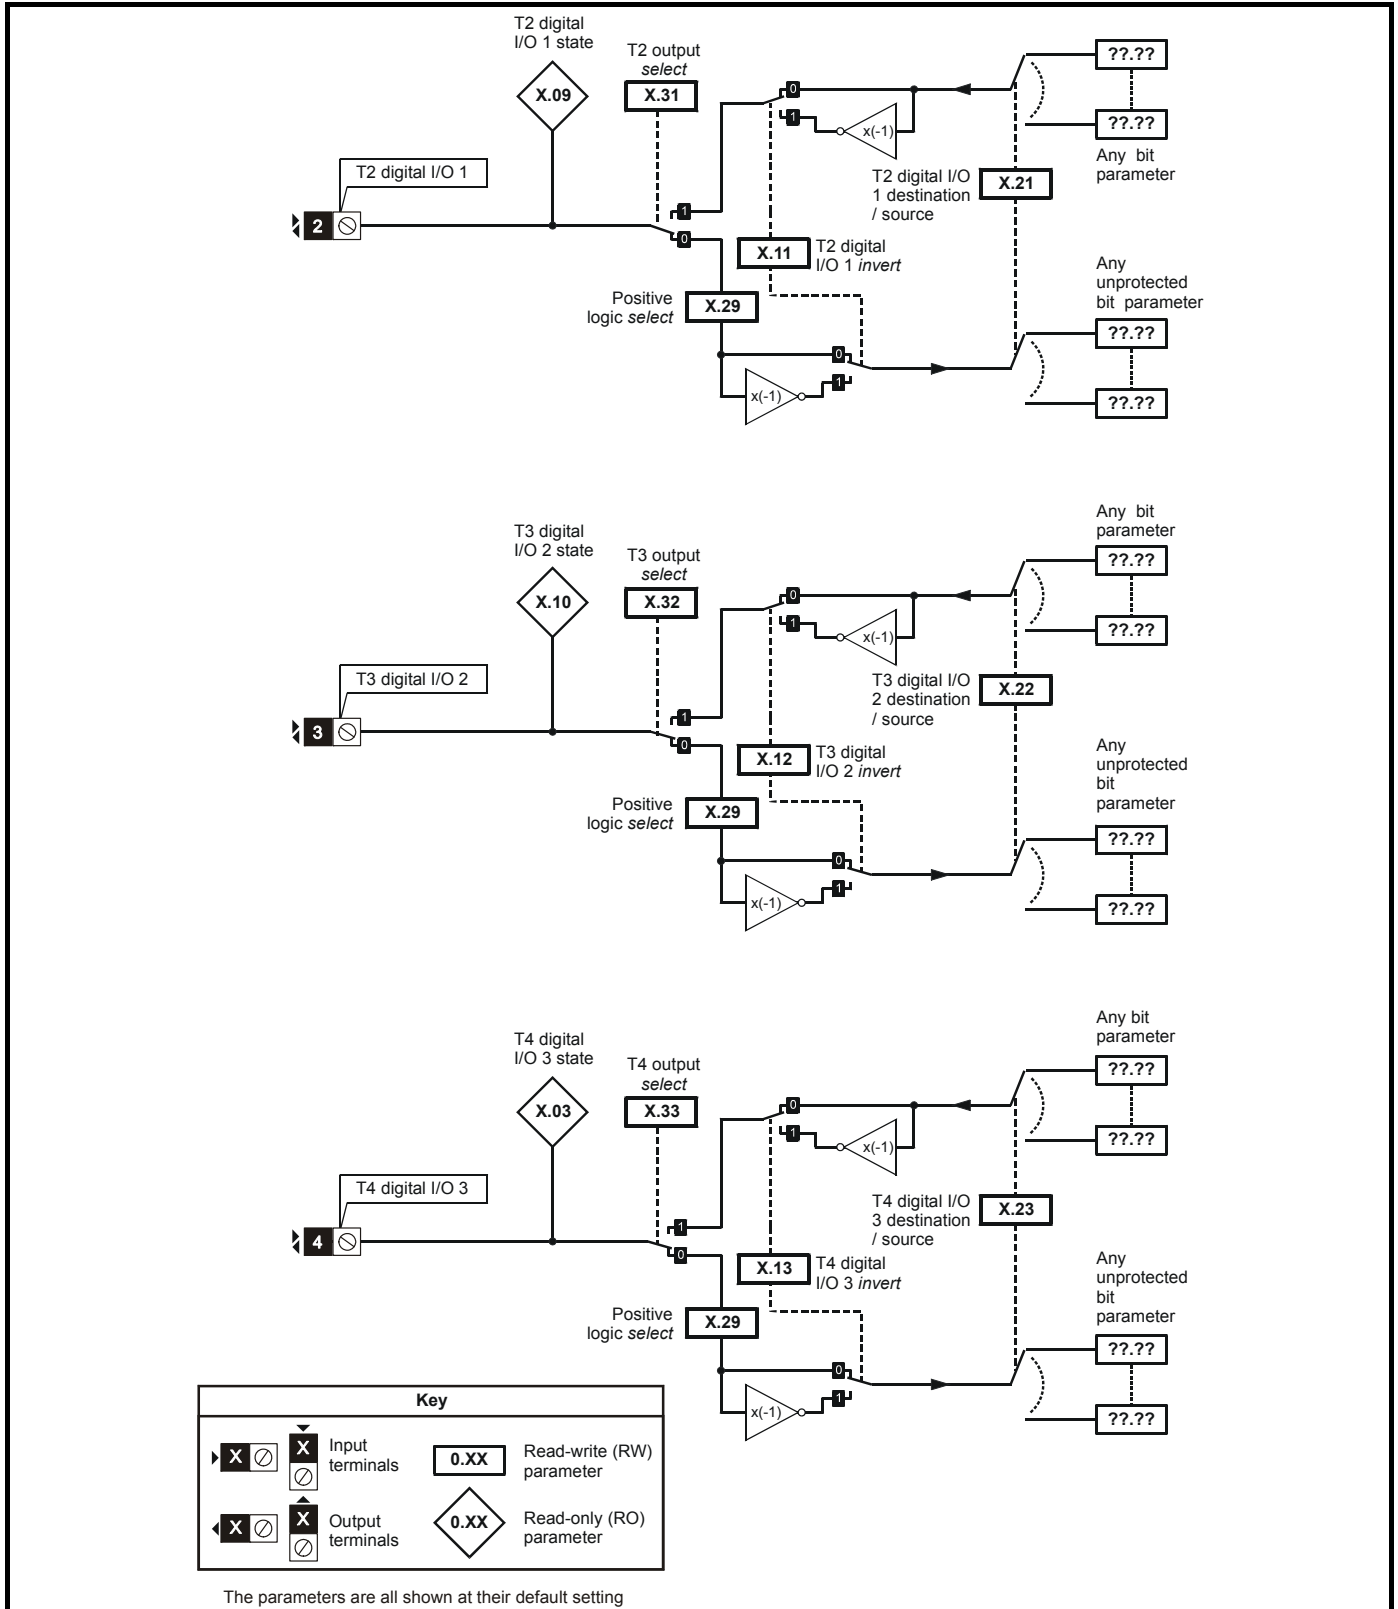 T2 digital
I/O 1 state
T2 output
select
X.09
X.31
0
1
x(-1)
??.??
??.??
Any bit
parameter
T2 digital I/O 1
T2 digital I/O
1 destination
/ source
X.21
2
1
0
X.11
T2 digital
I/O 1 invert
Any
unprotected
bit parameter
Positive
logic select
X.29
??.??
0
1
x(-1)
??.??
T3 digital
I/O 2 state
T3 output
select
Any bit
parameter
X.10
X.32
0
1
x(-1)
??.??
??.??
T3 digital I/O 2
T3 digital I/O
2 destination
/ source
X.22
3
1
0
X.12
T3 digital
I/O 2 invert
Any
unprotected
bit
parameter
Positive
logic select
X.29
??.??
0
1
x(-1)
??.??
T4 digital
I/O 3 state
T4 output
select
Any bit
parameter
X.03
X.33
0
1
x(-1)
??.??
??.??
T4 digital I/O 3
T4 digital I/O
3 destination
/ source
X.23
4
1
0
X.13
T4 digital
I/O 3 invert
Any
unprotected
bit
parameter
Positive
logic select
X.29
??.??
0
1
x(-1)
??.??
Key
X
X
Input
terminals
0.XX
Read-write (RW)
parameter
X
X
Output
terminals
0.XX
Read-only (RO)
parameter
The parameters are all shown at their default setting